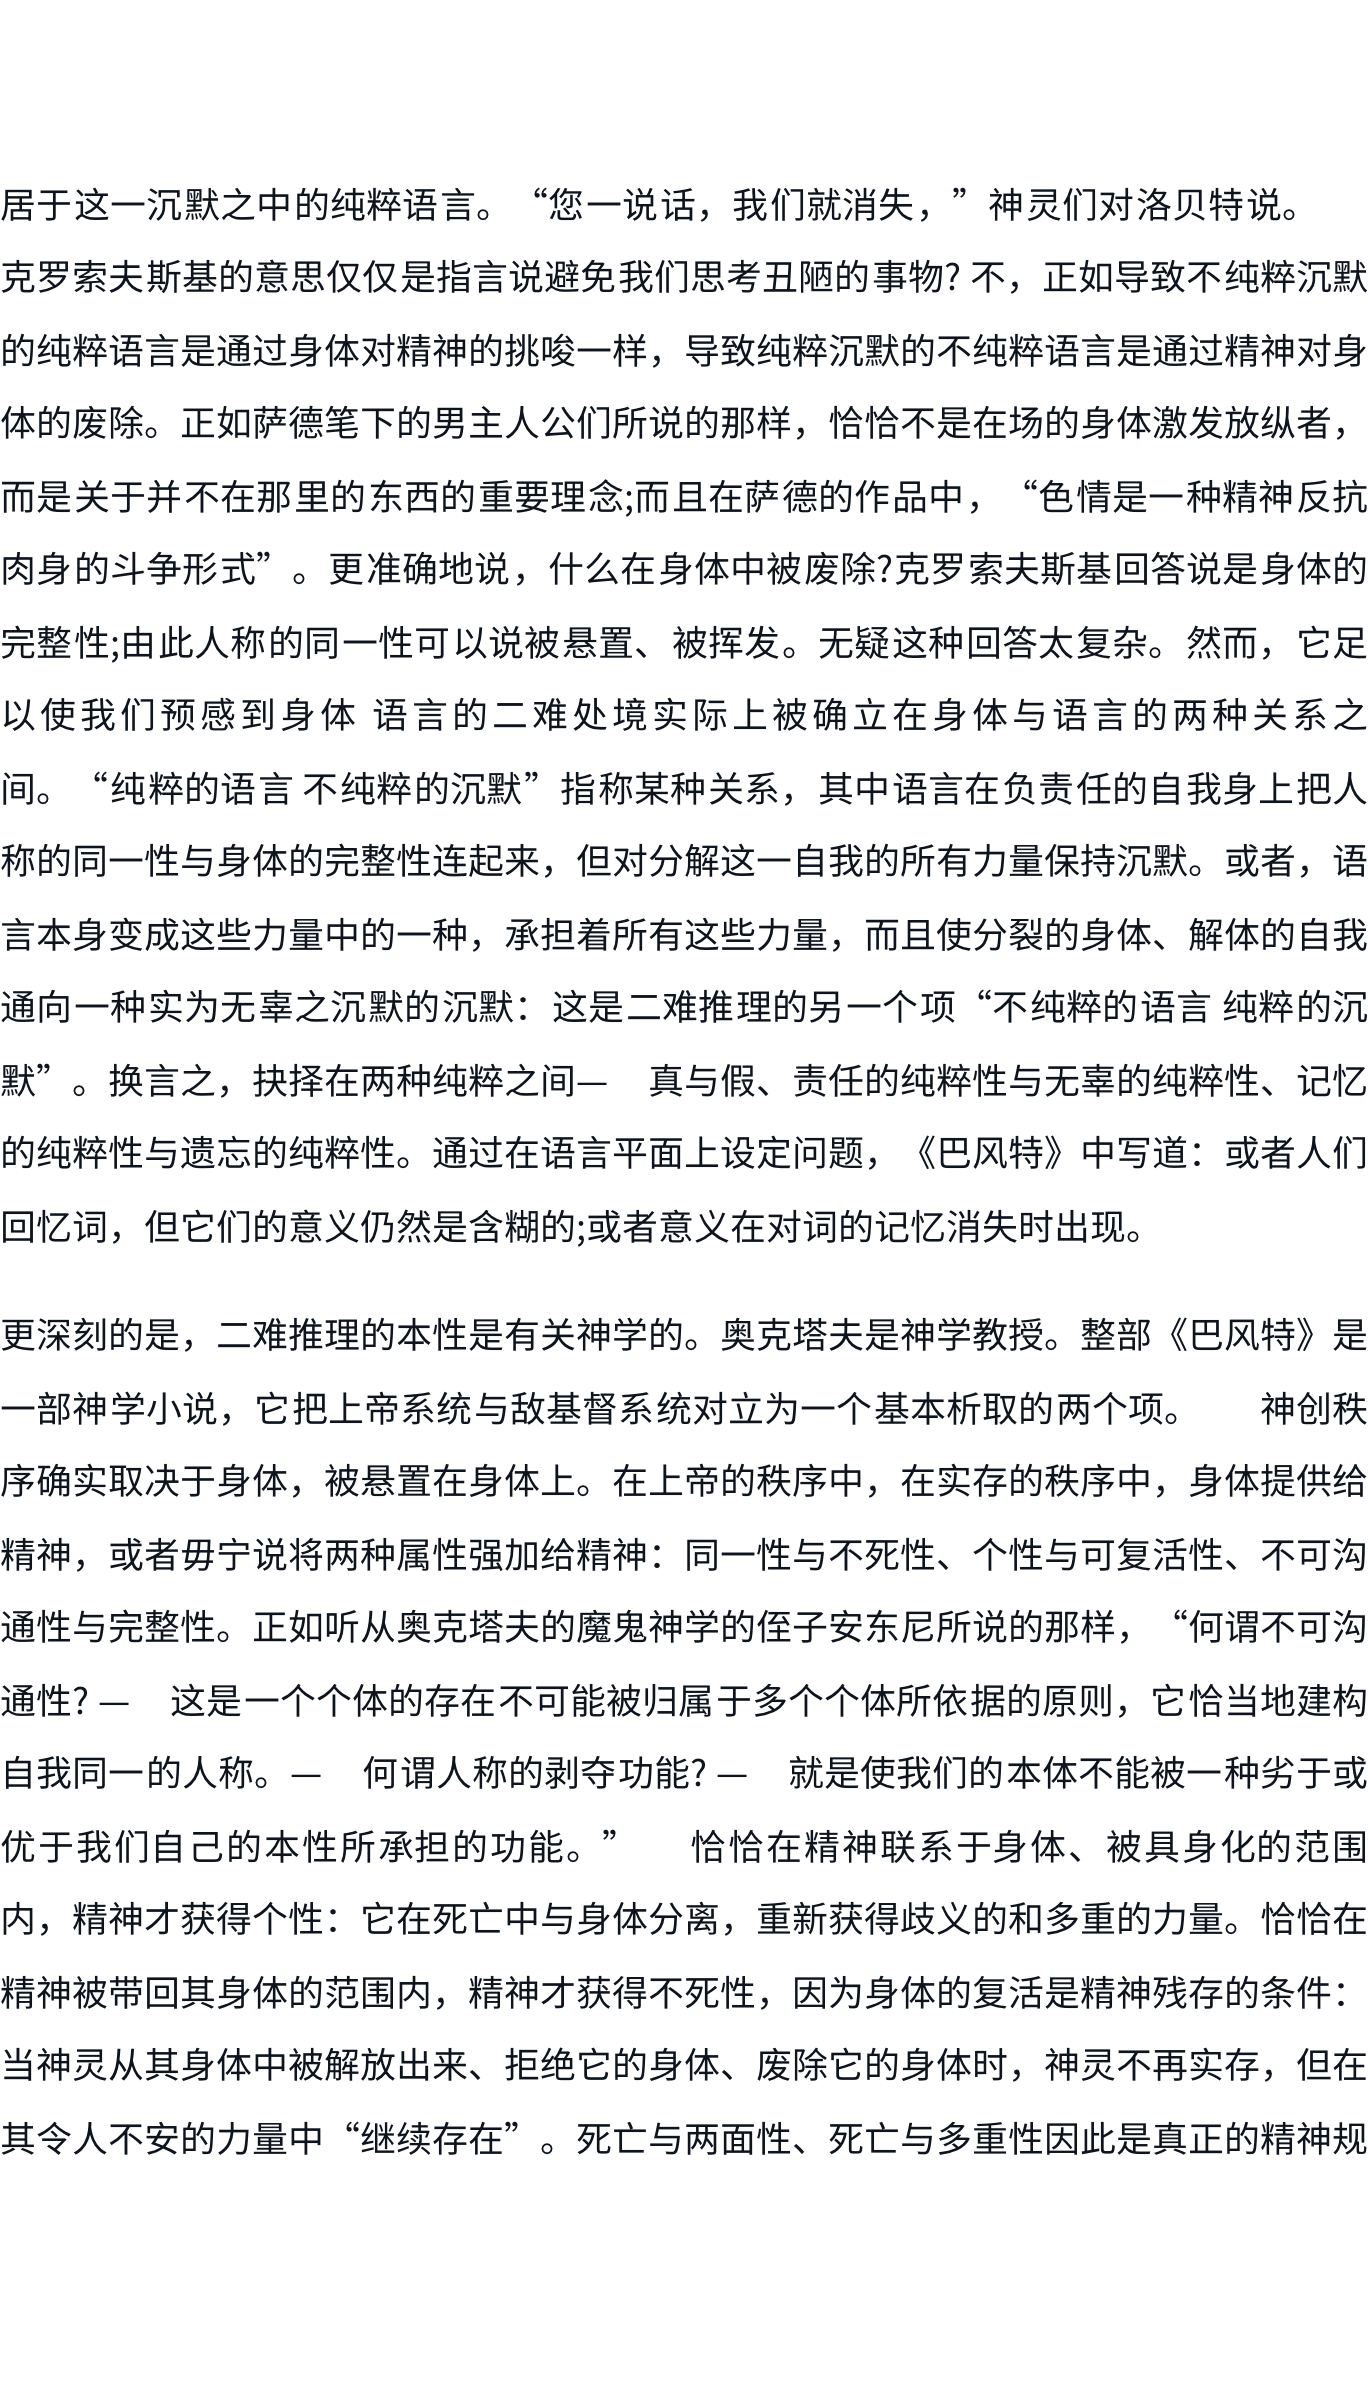 居于这一沉默之中的纯粹语言。“您一说话，我们就消失，”神灵们对洛贝特说。
克罗索夫斯基的意思仅仅是指言说避免我们思考丑陋的事物? 不，正如导致不纯粹沉默
的纯粹语言是通过身体对精神的挑唆一样，导致纯粹沉默的不纯粹语言是通过精神对身
体的废除。正如萨德笔下的男主人公们所说的那样，恰恰不是在场的身体激发放纵者，
而是关于并不在那里的东西的重要理念;而且在萨德的作品中，“色情是一种精神反抗
肉身的斗争形式”。更准确地说，什么在身体中被废除?克罗索夫斯基回答说是身体的
完整性;由此人称的同一性可以说被悬置、被挥发。无疑这种回答太复杂。然而，它足
以使我们预感到身体 语言的二难处境实际上被确立在身体与语言的两种关系之
间。“纯粹的语言 不纯粹的沉默”指称某种关系，其中语言在负责任的自我身上把人
称的同一性与身体的完整性连起来，但对分解这一自我的所有力量保持沉默。或者，语
言本身变成这些力量中的一种，承担着所有这些力量，而且使分裂的身体、解体的自我
通向一种实为无辜之沉默的沉默：这是二难推理的另一个项“不纯粹的语言 纯粹的沉
默”。换言之，抉择在两种纯粹之间—　真与假、责任的纯粹性与无辜的纯粹性、记忆
的纯粹性与遗忘的纯粹性。通过在语言平面上设定问题，《巴风特》中写道：或者人们
回忆词，但它们的意义仍然是含糊的;或者意义在对词的记忆消失时出现。
更深刻的是，二难推理的本性是有关神学的。奥克塔夫是神学教授。整部《巴风特》是
一部神学小说，它把上帝系统与敌基督系统对立为一个基本析取的两个项。　　神创秩
序确实取决于身体，被悬置在身体上。在上帝的秩序中，在实存的秩序中，身体提供给
精神，或者毋宁说将两种属性强加给精神：同一性与不死性、个性与可复活性、不可沟
通性与完整性。正如听从奥克塔夫的魔鬼神学的侄子安东尼所说的那样，“何谓不可沟
通性? —　这是一个个体的存在不可能被归属于多个个体所依据的原则，它恰当地建构
自我同一的人称。—　何谓人称的剥夺功能? —　就是使我们的本体不能被一种劣于或
优于我们自己的本性所承担的功能。”　　恰恰在精神联系于身体、被具身化的范围
内，精神才获得个性：它在死亡中与身体分离，重新获得歧义的和多重的力量。恰恰在
精神被带回其身体的范围内，精神才获得不死性，因为身体的复活是精神残存的条件：
当神灵从其身体中被解放出来、拒绝它的身体、废除它的身体时，神灵不再实存，但在
其令人不安的力量中“继续存在”。死亡与两面性、死亡与多重性因此是真正的精神规